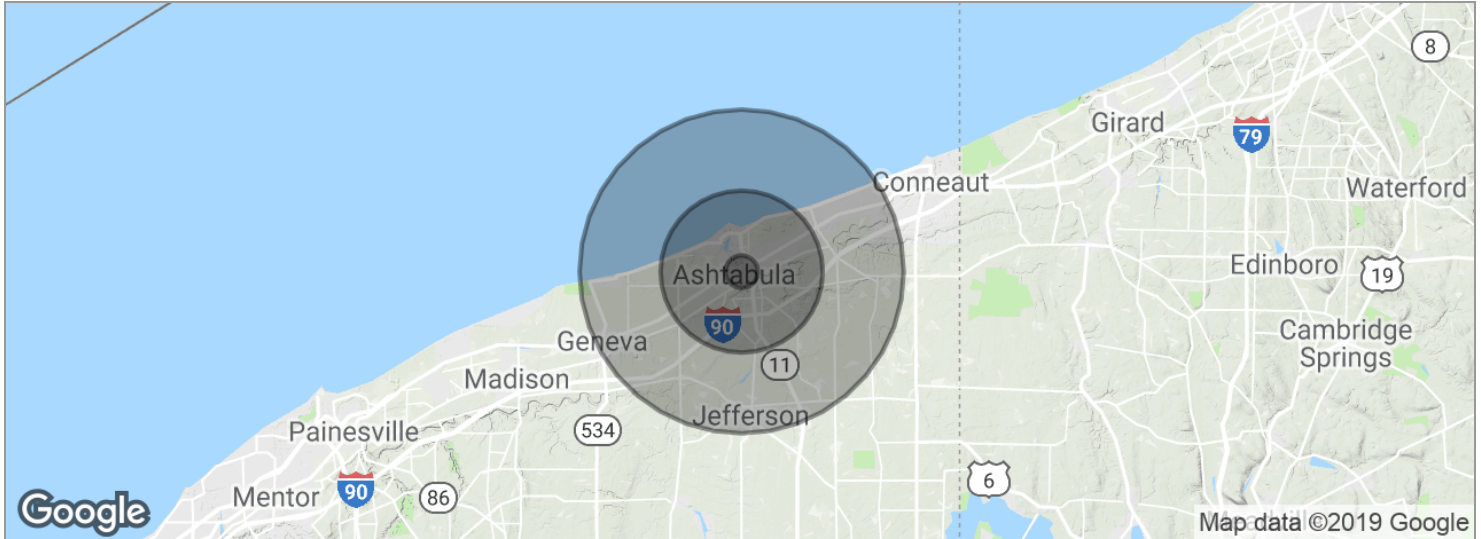 8
Girard
79
Conneaut
Waterford
Edinboro
19
Ashtabula
90
Geneva
11
Cambridge
Springs
Madison
Jefferson
534
Painesville
6
90
86
Mentor
Google
Map data ©2019 Google